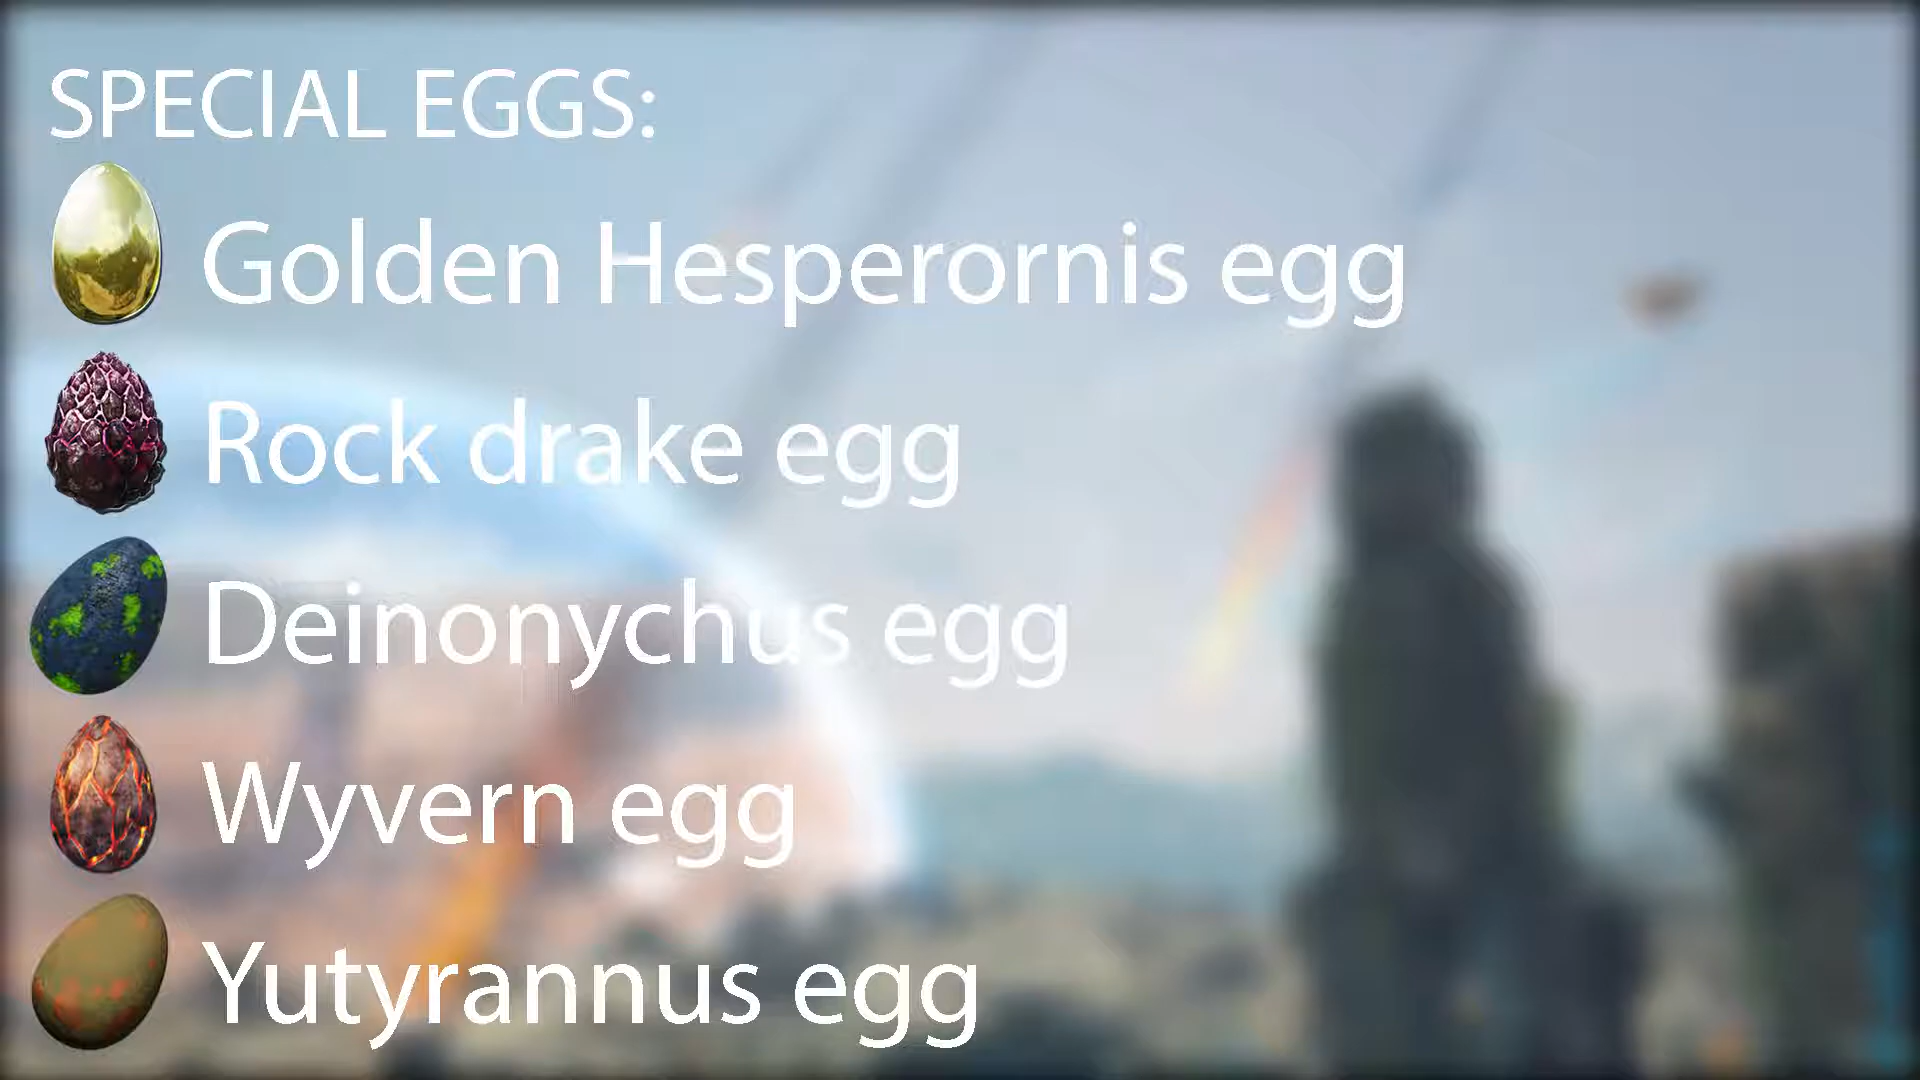 SPECIAL EGGS:
Golden Hesperornis egg
Rock drake egg
Deinonychus egg
Wyvern egg
Yutyrannus egg